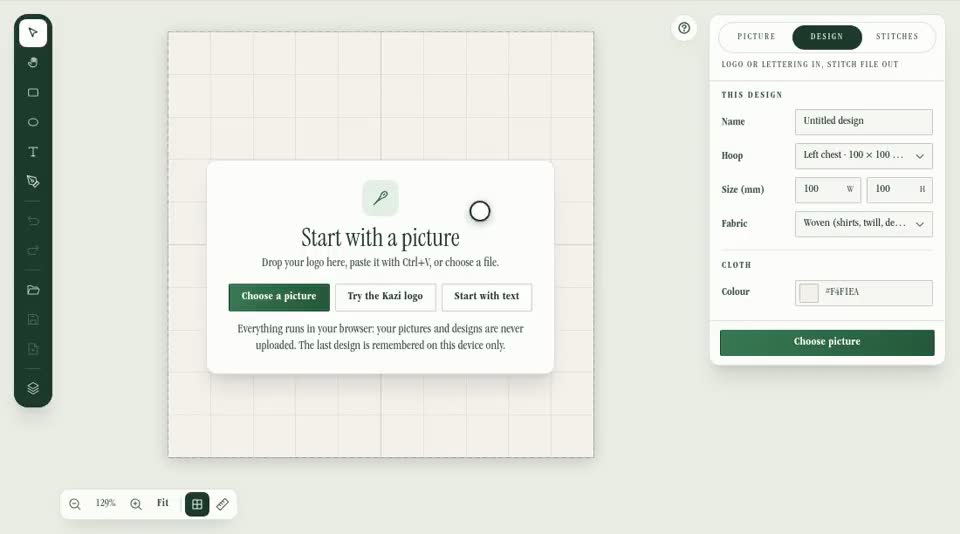 PICTURE
DESIGN
STITCHES
LOGO OR LETTERING IN, STITCH FILE OUT
THIS DESIGN
Name
Untitled design
Hoop
Left chest · 100 × 100 ...
Size (mm)
100 W
100 H
Fabric
Woven (shirts, twill, de...
CLOTH
Colour
#F4F1EA
Choose picture
Start with a picture
Drop your logo here, paste it with Ctrl+V, or choose a file.
Choose a picture
Try the Kazi logo
Start with text
Everything runs in your browser: your pictures and designs are never
uploaded. The last design is remembered on this device only.
129%
Fit